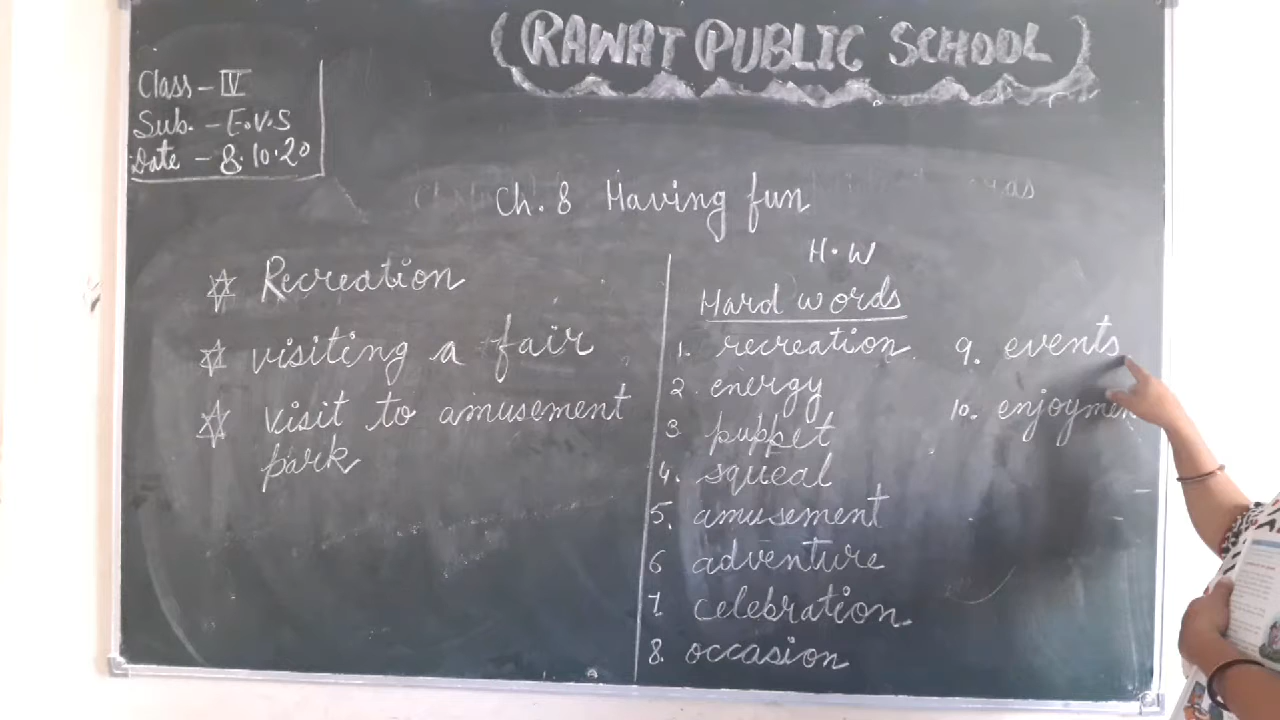 RAWAT PUBLIC SCHOOL
Class - IV
Sub. - E.V.S
Date - 8.10.20
Ch. 8 Having fun
☆ Recreation
☆ visiting a fair
☆ visit to amusement
park
H.W
Hard words
1. recreation
2. energy
3. puppet
4. squeal
5. amusement
6 adventure
7. celebration
8. occasion
9. events
10. enjoymen